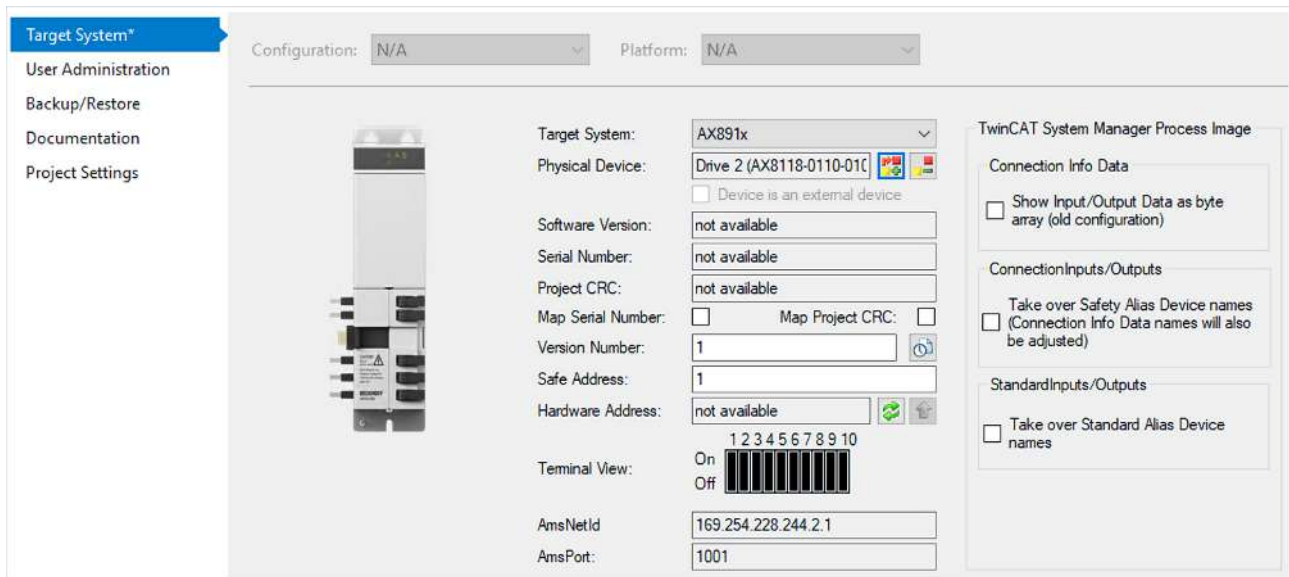 Target System*
User Administration
Backup/Restore
Documentation
Project Settings
Configuration: N/A Platform: N/A
Target System: AX891x
Physical Device: Drive 2 (AX8118-0110-010
Device is an external device
Software Version: not available
Serial Number: not available
Project CRC: not available
Map Serial Number: Map Project CRC:
Version Number: 1
Safe Address: 1
Hardware Address: not available
1 2 3 4 5 6 7 8 9 10
On
Terminal View:
Off
AmsNetId 169.254.228.244.2.1
AmsPort: 1001
TwinCAT System Manager Process Image
Connection Info Data
Show Input/Output Data as byte
array (old configuration)
ConnectionInputs/Outputs
Take over Safety Alias Device names
(Connection Info Data names will also
be adjusted)
StandardInputs/Outputs
Take over Standard Alias Device
names